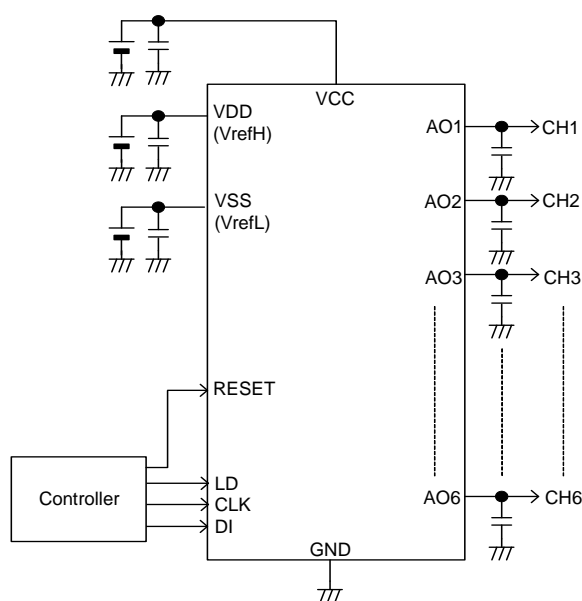 VCC
VDD
(VrefH)
AO1
CH1
VSS
(VrefL)
AO2
CH2
AO3
CH3
RESET
Controller
LD
CLK
DI
AO6
CH6
GND